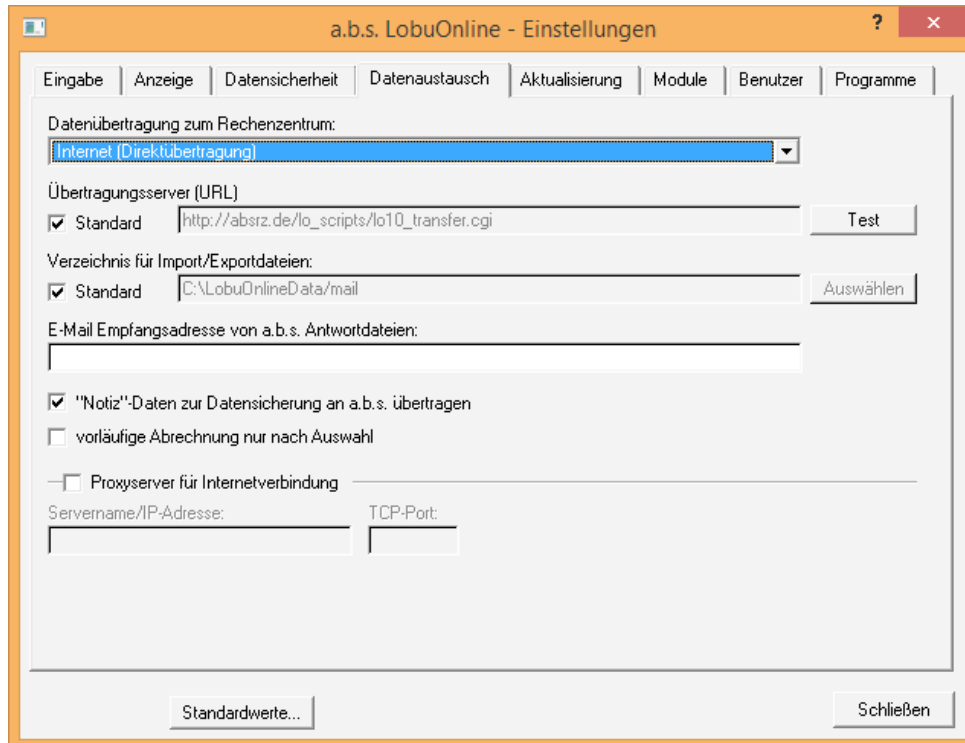 a.b.s. LobuOnline - Einstellungen
?
Eingabe Anzeige Datensicherheit Datenaustausch Aktualisierung Module Benutzer Programme
Datenübertragung zum Rechenzentrum:
Internet (Direktübertragung)
Übertragungsserver (URL)
Standard http://absrz.de/lo_scripts/lo10_transfer.cgi Test
Verzeichnis für Import/Exportdateien:
Standard C:\LobuOnlineData/mail Auswählen
E-Mail Empfangsadresse von a.b.s. Antwortdateien:
"Notiz"-Daten zur Datensicherung an a.b.s. übertragen
vorläufige Abrechnung nur nach Auswahl
Proxyserver für Internetverbindung
Servername/IP-Adresse: TCP-Port:
Standardwerte... Schließen